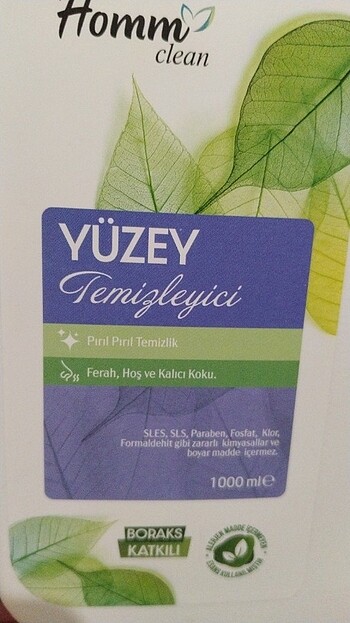 Homm
clean
YÜZEY
Temizleyici
Pırıl Pırıl Temizlik
Ferah, Hoş ve Kalıcı Koku.
SLES, SLS, Paraben, Fosfat, Klor,
Formaldehit gibi zararlı kimyasallar ve
boyar madde içermez.
1000 ml℮
BORAKS
KATKILI